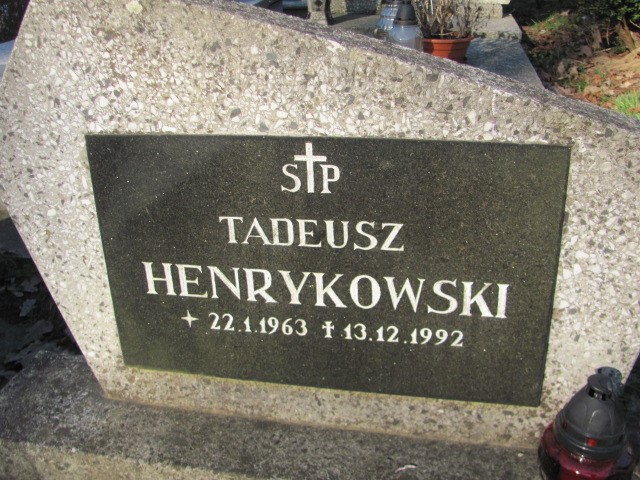 S✝P
TADEUSZ
HENRYKOWSKI
✦ 22.1.1963 ✝ 13.12.1992